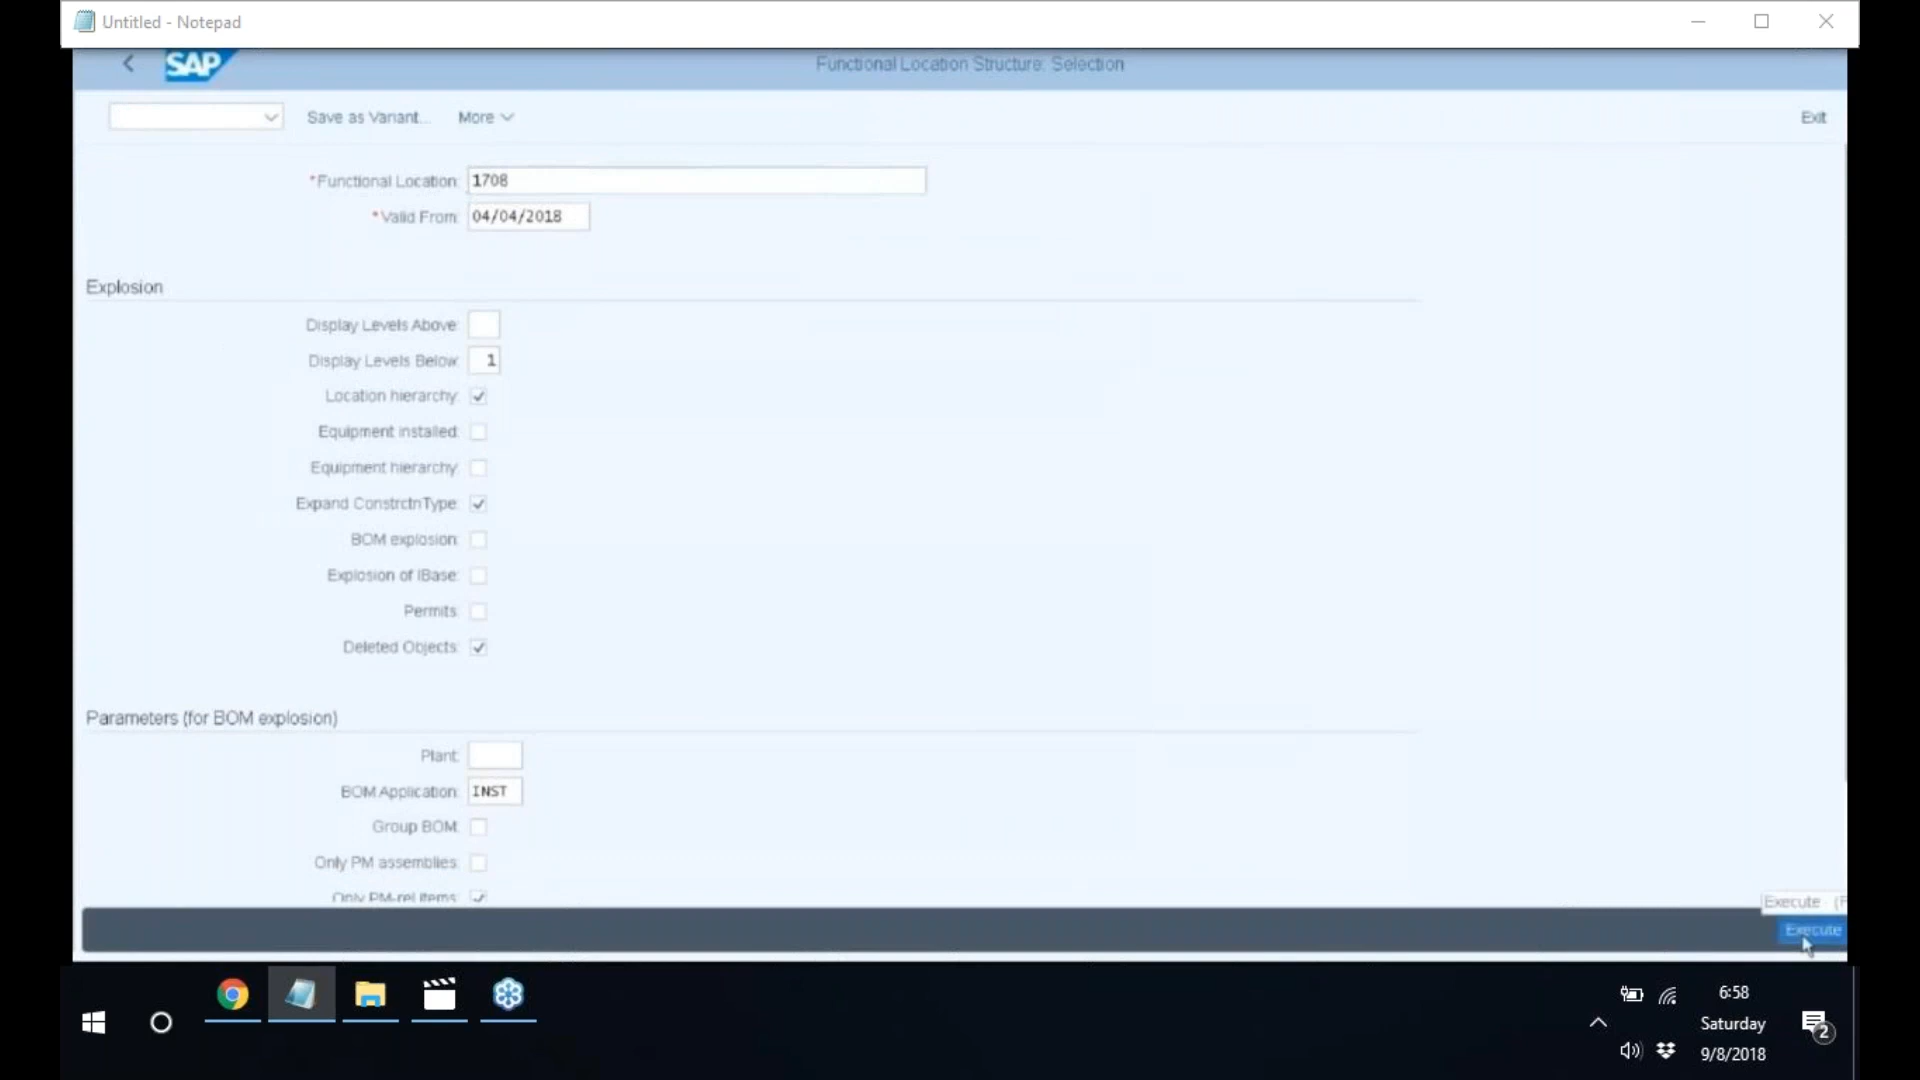 Untitled - Notepad
SAP
Functional Location Structure: Selection
Save as Variant... More
Exit
*Functional Location: 1708
*Valid From: 04/04/2018
Explosion
Display Levels Above:
Display Levels Below: 1
Location hierarchy:
Equipment installed:
Equipment hierarchy:
Expand ConstrctnType:
BOM explosion:
Explosion of IBase:
Permits:
Deleted Objects:
Parameters (for BOM explosion)
Plant:
BOM Application: INST
Group BOM:
Only PM assemblies:
Only PM-rel.items:
Execute (F
Execute
6:58
Saturday
2
9/8/2018